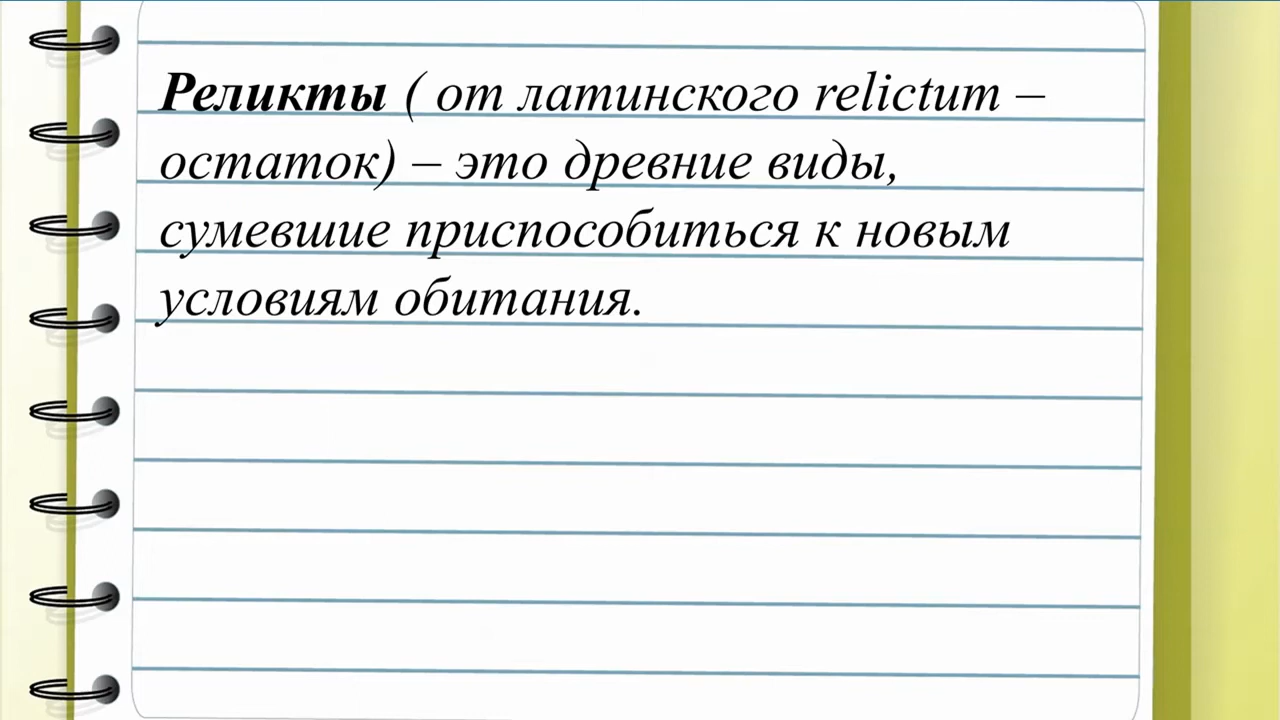 Реликты ( от латинского relictum –
остаток) – это древние виды,
сумевшие приспособиться к новым
условиям обитания.